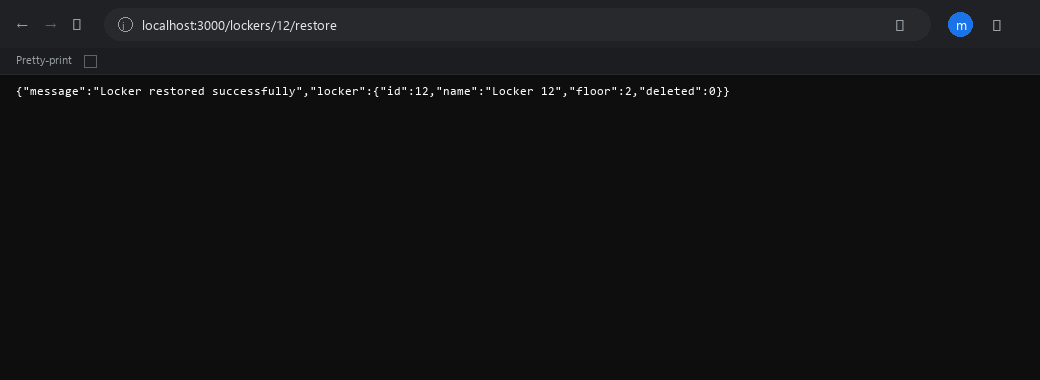 localhost:3000/lockers/12/restore
m
Pretty-print
{"message":"Locker restored successfully","locker":{"id":12,"name":"Locker 12","floor":2,"deleted":0}}